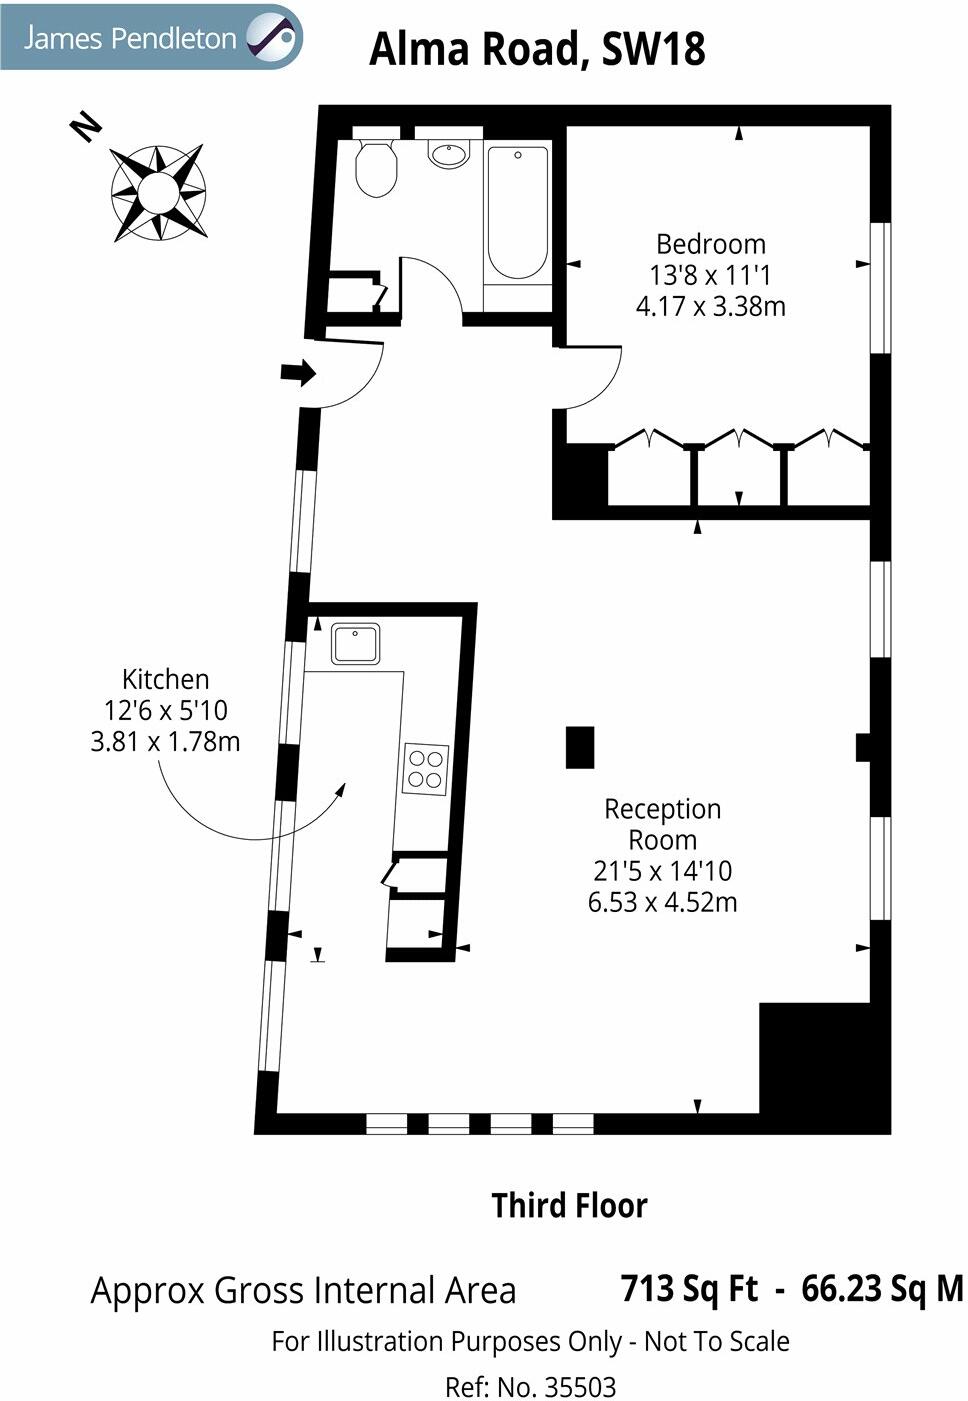 James Pendleton
Alma Road, SW18
N
Bedroom
13'8 x 11'1
4.17 x 3.38m
Kitchen
12'6 x 5'10
3.81 x 1.78m
Reception
Room
21'5 x 14'10
6.53 x 4.52m
Third Floor
Approx Gross Internal Area 713 Sq Ft - 66.23 Sq M
For Illustration Purposes Only - Not To Scale
Ref: No. 35503